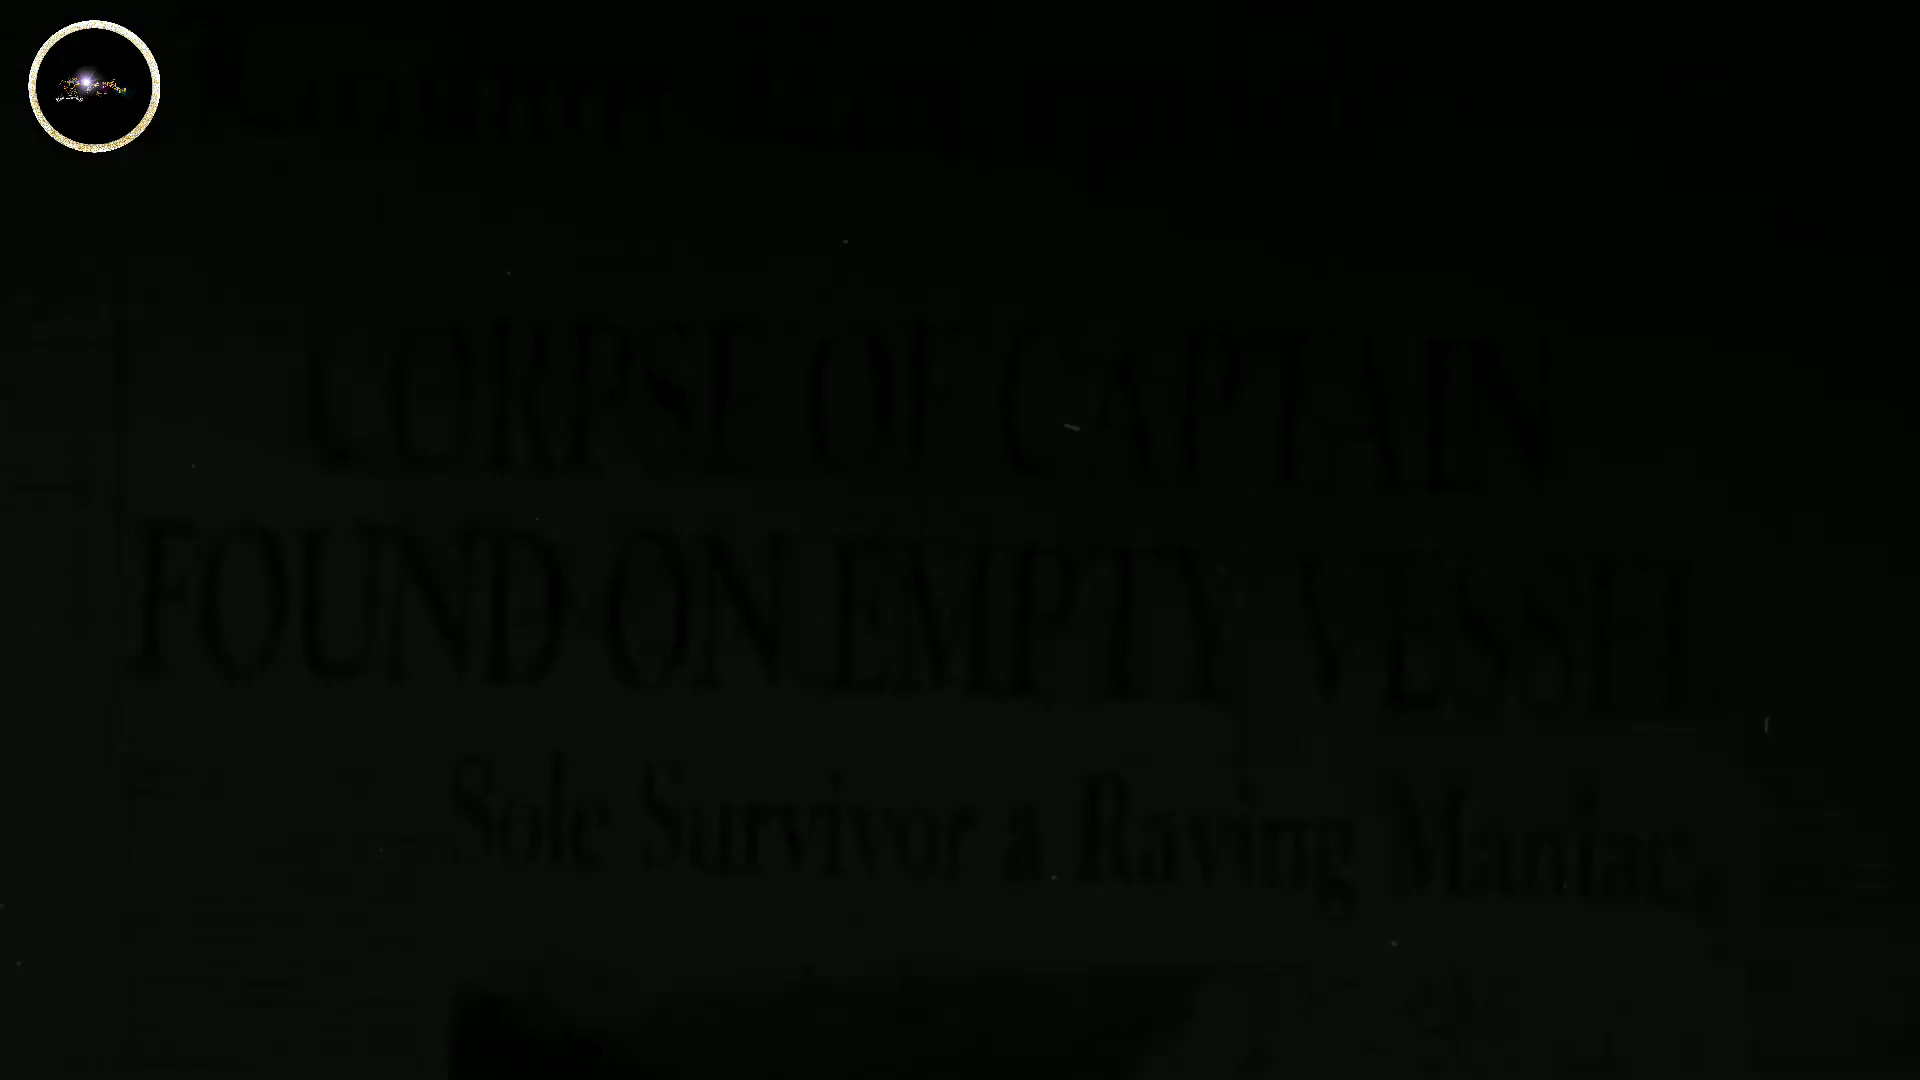 CORPSE OF CAPTAIN
FOUND ON EMPTY VESSEL
Sole Survivor a Raving Maniac.